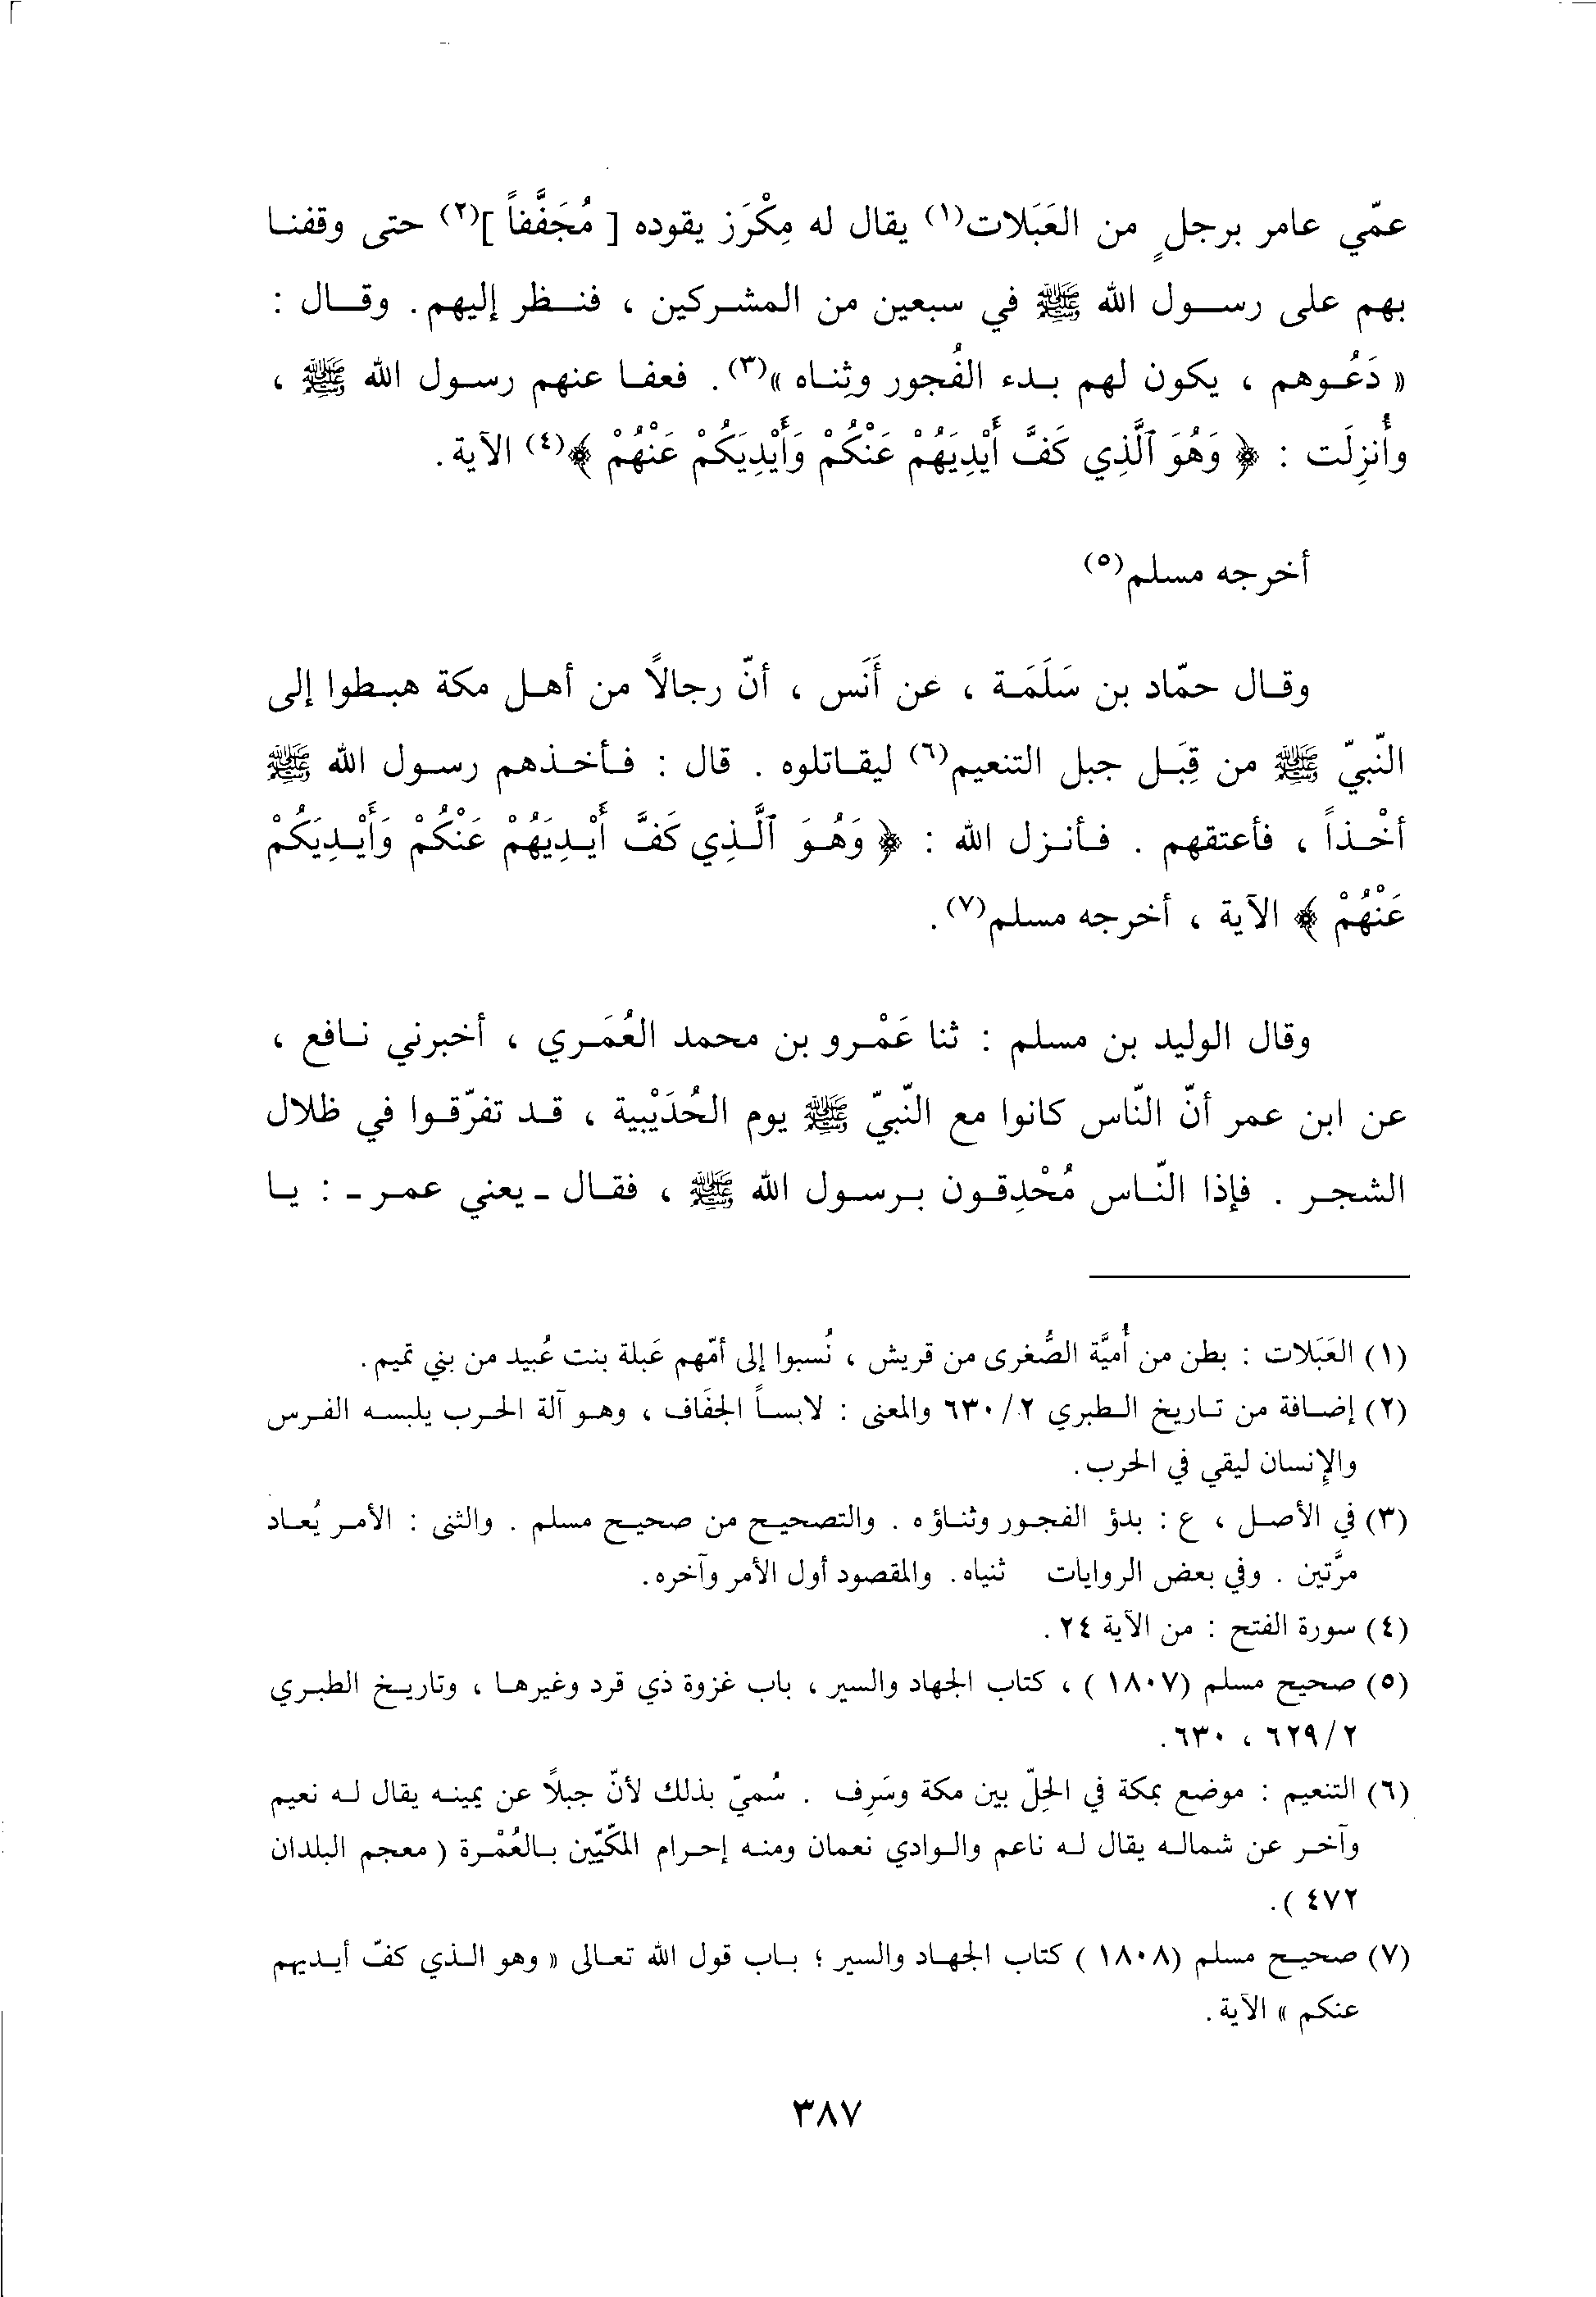 عمّي عامر برجلٍ من العَبَلات(١) يقال له مِكْرَز يقوده [ مُجَفَّفاً ](٢) حتى وقفنا
بهم على رسول الله ﷺ في سبعين من المشركين ، فنظر إليهم . وقال :
« دَعُوهم ، يكون لهم بدء الفُجور وثِناه »(٣) . فعفا عنهم رسول الله ﷺ ،
وأُنزِلَت : ﴿ وَهُوَ ٱلَّذِي كَفَّ أَيْدِيَهُمْ عَنْكُمْ وَأَيْدِيَكُمْ عَنْهُمْ ﴾(٤) الآية .
أخرجه مسلم(٥)
وقال حمّاد بن سَلَمَة ، عن أَنَس ، أنّ رجالاً من أهل مكة هبطوا إلى
النّبيّ ﷺ من قِبَل جبل التنعيم(٦) ليقاتلوه . قال : فأخذهم رسول الله ﷺ
أخْذاً ، فأعتقهم . فأنزل الله : ﴿ وَهُوَ ٱلَّذِي كَفَّ أَيْدِيَهُمْ عَنْكُمْ وَأَيْدِيَكُمْ
عَنْهُمْ ﴾ الآية ، أخرجه مسلم(٧) .
وقال الوليد بن مسلم : ثنا عَمْرو بن محمد العُمَري ، أخبرني نافع ،
عن ابن عمر أنّ النّاس كانوا مع النّبيّ ﷺ يوم الحُدَيْبية ، قد تفرّقوا في ظلال
الشجر . فإذا النّاس مُحْدِقون برسول الله ﷺ ، فقال ـ يعني عمر ـ : يا
(١) العَبَلات : بطن من أُميَّة الصُّغرى من قريش ، نُسبوا إلى أمّهم عَبلة بنت عُبيد من بني تميم .
(٢) إضافة من تاريخ الطبري ٢/ ٦٣٠ والمعنى : لابساً الجفَاف ، وهو آلة الحرب يلبسه الفرس
والإنسان ليقي في الحرب .
(٣) في الأصل ، ع : بدؤ الفجور وثناؤه . والتصحيح من صحيح مسلم . والثنى : الأمر يُعاد
مرَّتين . وفي بعض الروايات ثنياه . والمقصود أول الأمر وآخره .
(٤) سورة الفتح : من الآية ٢٤ .
(٥) صحيح مسلم (١٨٠٧ ) ، كتاب الجهاد والسير ، باب غزوة ذي قرد وغيرها ، وتاريخ الطبري
٢/ ٦٢٩ ، ٦٣٠ .
(٦) التنعيم : موضع بمكة في الحِلّ بين مكة وسَرِف . سُميّ بذلك لأنّ جبلاً عن يمينه يقال له نعيم
وآخر عن شماله يقال له ناعم والوادي نعمان ومنه إحرام المكّيّين بالعُمْرة ( معجم البلدان
٤٧٢ ) .
(٧) صحيح مسلم (١٨٠٨ ) كتاب الجهاد والسير ؛ باب قول الله تعالى « وهو الذي كفّ أيديهم
عنكم » الآية .
٣٨٧